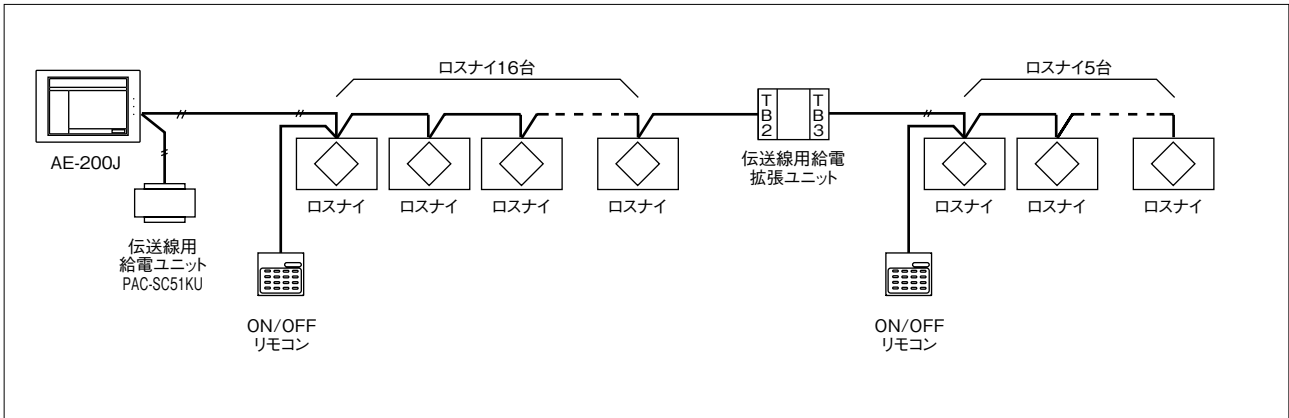 ロスナイ16台
ロスナイ5台
AE-200J
TB2
TB3
ロスナイ
ロスナイ
ロスナイ
ロスナイ
伝送線用給電
拡張ユニット
ロスナイ
ロスナイ
ロスナイ
伝送線用
給電ユニット
PAC-SC51KU
ON/OFF
リモコン
ON/OFF
リモコン